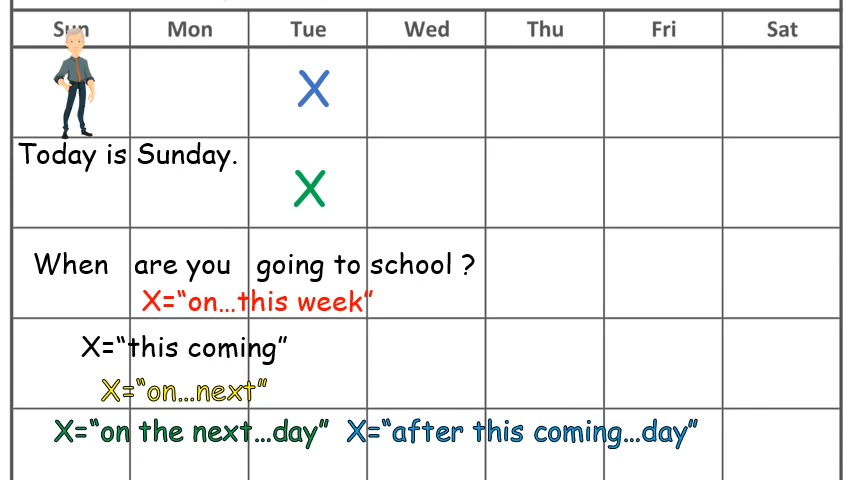 Sun Mon Tue Wed Thu Fri Sat
X
Today is Sunday.
X
When are you going to school ?
X=“on...this week”
X=“this coming”
X=“on...next”
X=“on the next...day” X=“after this coming...day”